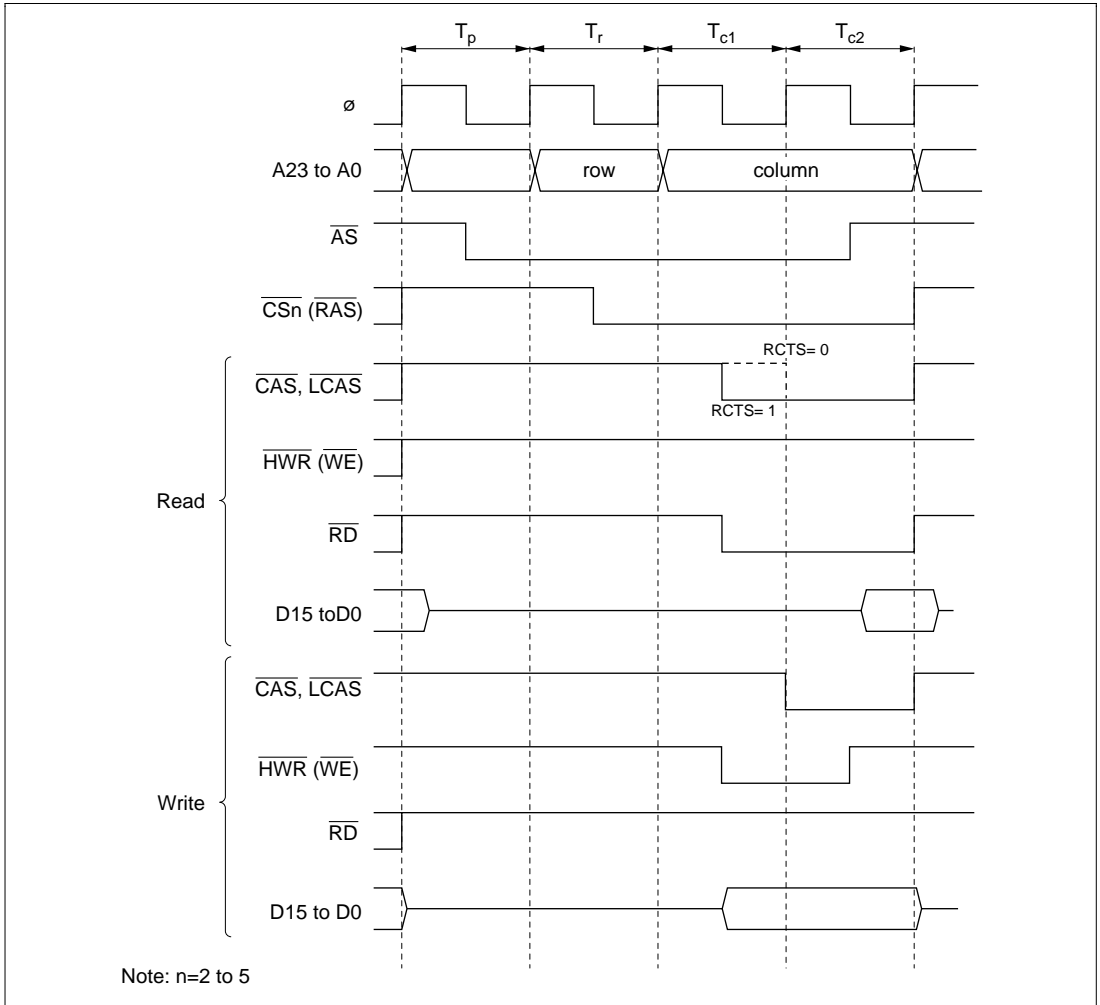 Tp Tr Tc1 Tc2
ø
A23 to A0 row column
AS
CSn (RAS)
RCTS= 0
CAS, LCAS
RCTS= 1
HWR (WE)
Read
RD
D15 toD0
CAS, LCAS
HWR (WE)
Write
RD
D15 to D0
Note: n=2 to 5